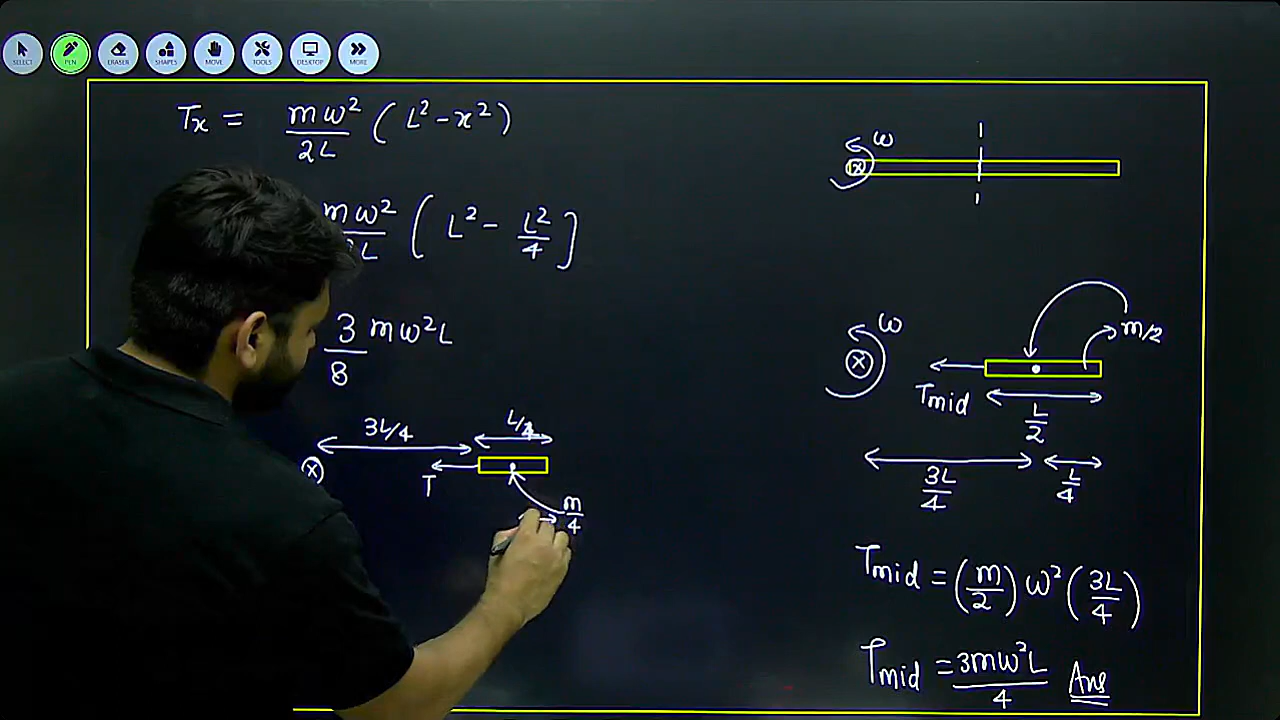 SELECT PEN ERASER SHAPES MOVE TOOLS DESKTOP MORE
Tx = mω²/2L (L² - x²)
mω²/2L (L² - L²/4]
3/8 mω²L
3L/4 L/4
x T
m/4
ω
x
ω
x
m/2
Tmid
L/2
3L/4 L/4
Tmid = (m/2) ω² (3L/4)
Tmid = 3mω²L/4 Ans